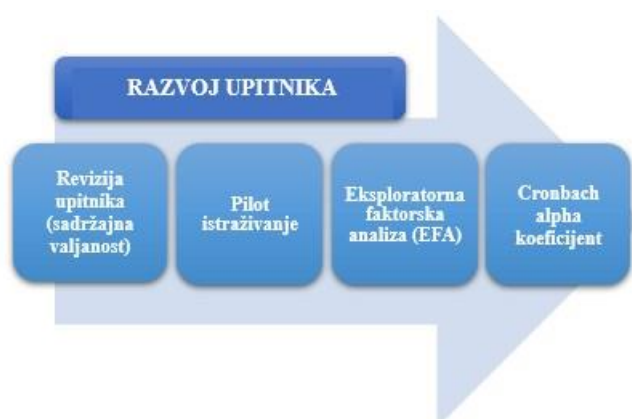 RAZVOJ UPITNIKA
Revizija
upitnika
(sadržajna
valjanost)
Pilot
istraživanje
Eksploratorna
faktorska
analiza (EFA)
Cronbach
alpha
koeficijent